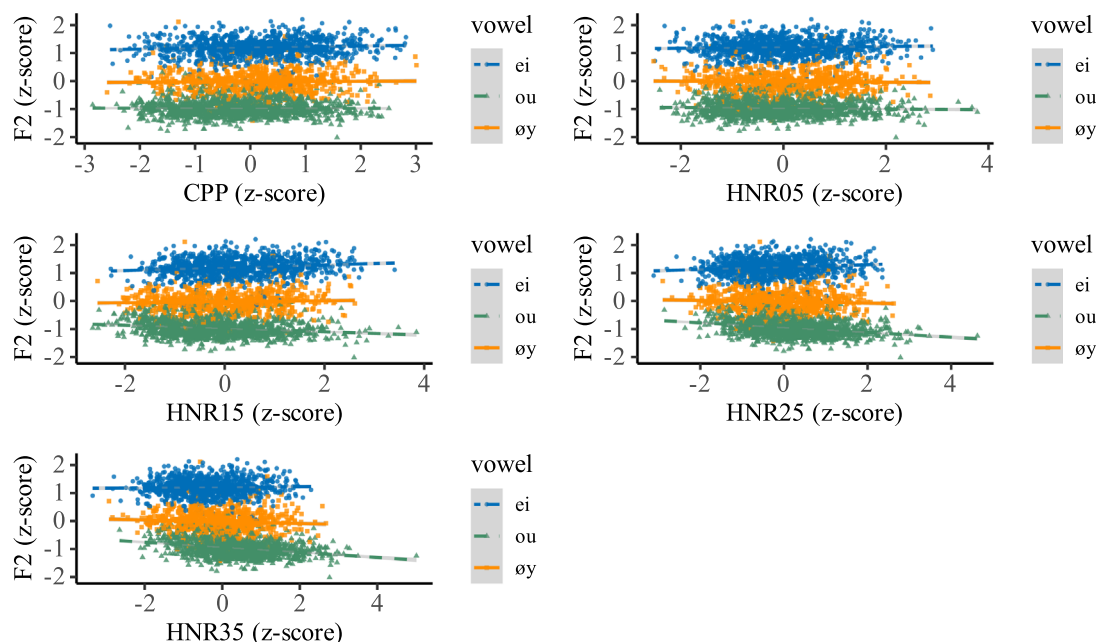 F2 (z-score)
2
1
0
-1
-2
-3 -2 -1 0 1 2 3
CPP (z-score)
vowel
ei
ou
øy
F2 (z-score)
2
1
0
-1
-2
-2 0 2 4
HNR05 (z-score)
vowel
ei
ou
øy
F2 (z-score)
2
1
0
-1
-2
-2 0 2 4
HNR15 (z-score)
vowel
ei
ou
øy
F2 (z-score)
2
1
0
-1
-2
-2 0 2 4
HNR25 (z-score)
vowel
ei
ou
øy
F2 (z-score)
2
1
0
-1
-2
-2 0 2 4
HNR35 (z-score)
vowel
ei
ou
øy